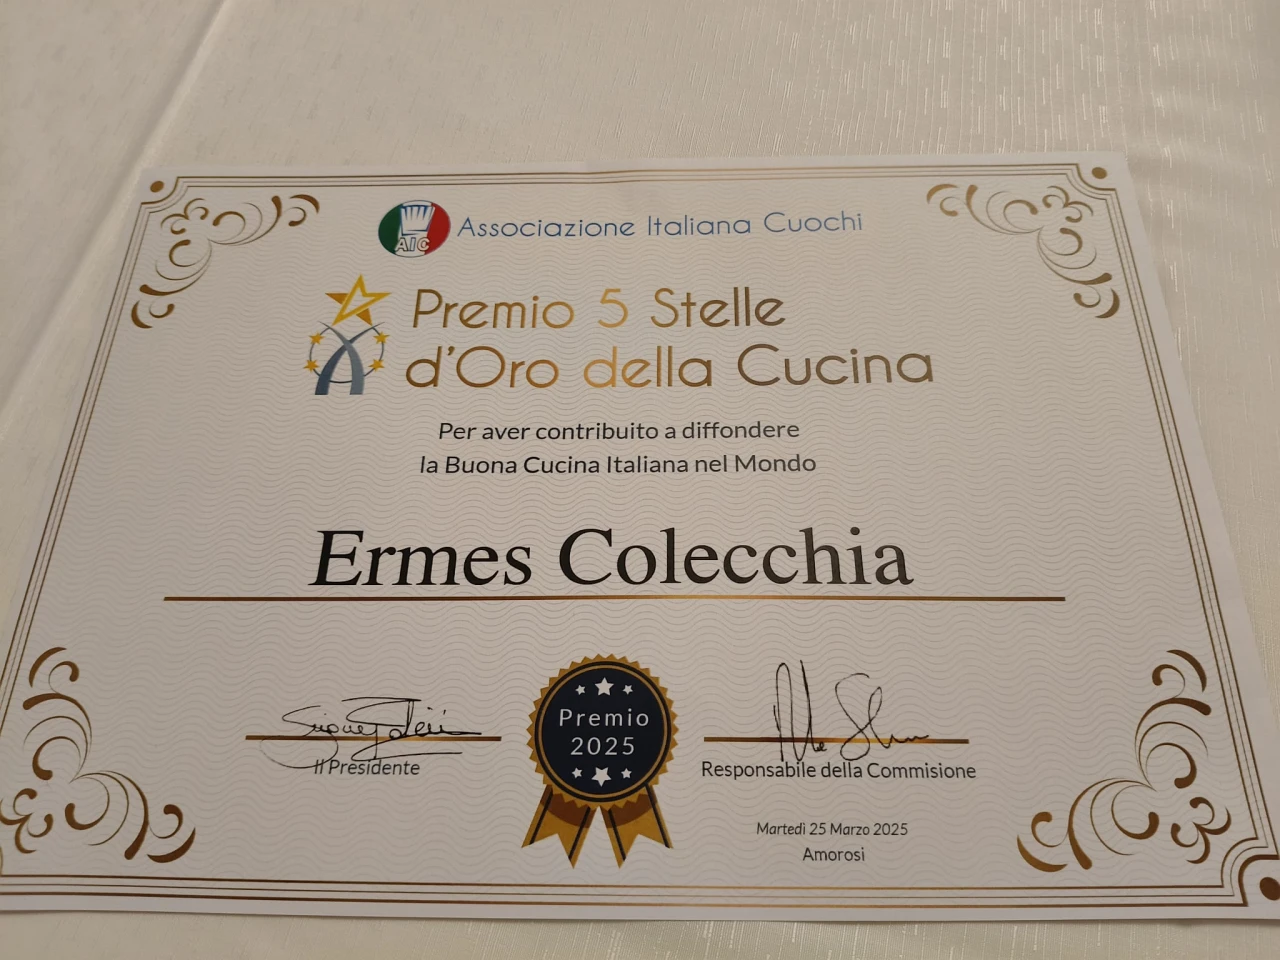 AIC
Associazione Italiana Cuochi
Premio 5 Stelle
d'Oro della Cucina
Per aver contribuito a diffondere
la Buona Cucina Italiana nel Mondo
Ermes Colecchia
Premio
2025
Il Presidente
Responsabile della Commisione
Martedì 25 Marzo 2025
Amorosi